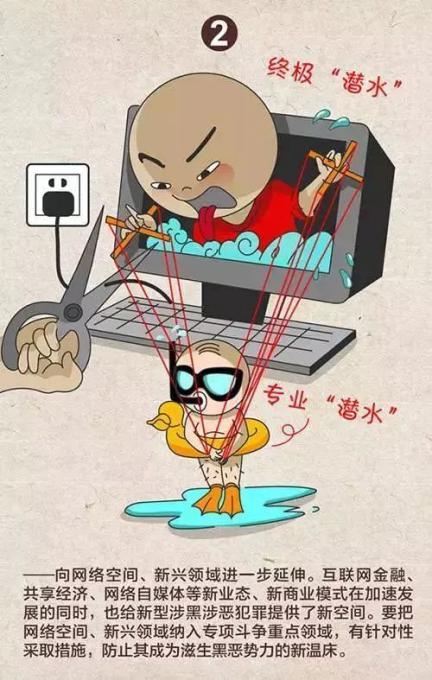 2
终极“潜水”
专业“潜水”
——向网络空间、新兴领域进一步延伸。互联网金融、
共享经济、网络自媒体等新业态、新商业模式在加速发
展的同时，也给新型涉黑涉恶犯罪提供了新空间。要把
网络空间、新兴领域纳入专项斗争重点领域，有针对性
采取措施，防止其成为滋生黑恶势力的新温床。